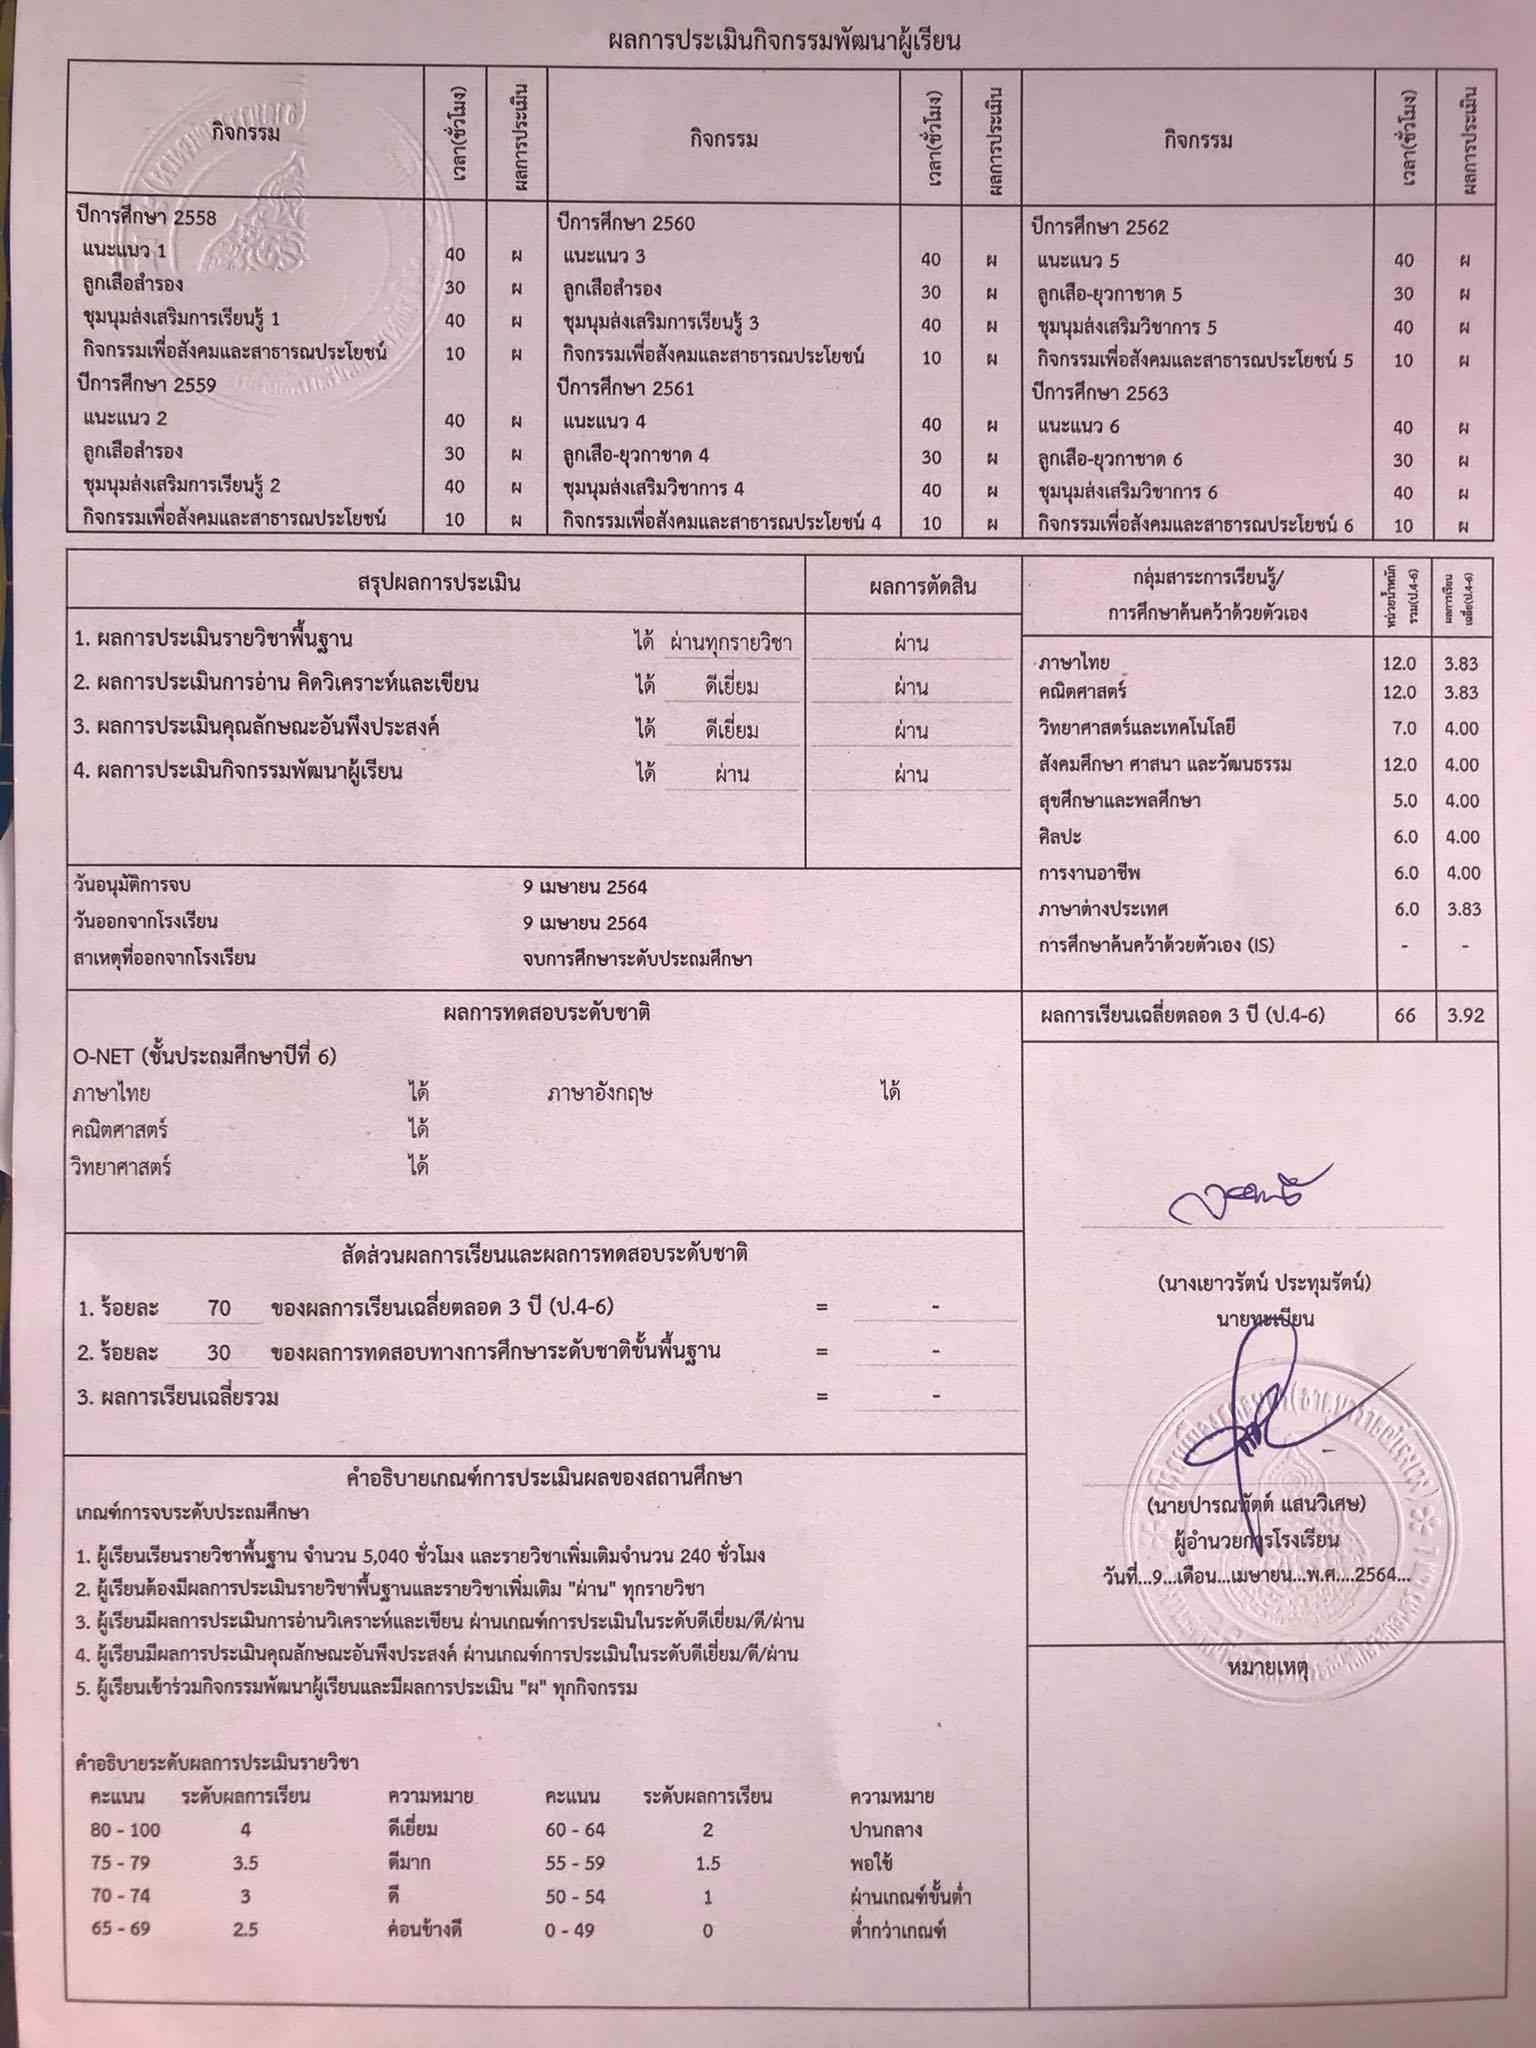 ผลการประเมินกิจกรรมพัฒนาผู้เรียน
กิจกรรม เวลา(ชั่วโมง) ผลการประเมิน กิจกรรม เวลา(ชั่วโมง) ผลการประเมิน กิจกรรม เวลา(ชั่วโมง) ผลการประเมิน
ปีการศึกษา 2558 ปีการศึกษา 2560 ปีการศึกษา 2562
แนะแนว 1 40 ผ แนะแนว 3 40 ผ แนะแนว 5 40 ผ
ลูกเสือสำรอง 30 ผ ลูกเสือสำรอง 30 ผ ลูกเสือ-ยุวกาชาด 5 30 ผ
ชุมนุมส่งเสริมการเรียนรู้ 1 40 ผ ชุมนุมส่งเสริมการเรียนรู้ 3 40 ผ ชุมนุมส่งเสริมวิชาการ 5 40 ผ
กิจกรรมเพื่อสังคมและสาธารณประโยชน์ 10 ผ กิจกรรมเพื่อสังคมและสาธารณประโยชน์ 10 ผ กิจกรรมเพื่อสังคมและสาธารณประโยชน์ 5 10 ผ
ปีการศึกษา 2559 ปีการศึกษา 2561 ปีการศึกษา 2563
แนะแนว 2 40 ผ แนะแนว 4 40 ผ แนะแนว 6 40 ผ
ลูกเสือสำรอง 30 ผ ลูกเสือ-ยุวกาชาด 4 30 ผ ลูกเสือ-ยุวกาชาด 6 30 ผ
ชุมนุมส่งเสริมการเรียนรู้ 2 40 ผ ชุมนุมส่งเสริมวิชาการ 4 40 ผ ชุมนุมส่งเสริมวิชาการ 6 40 ผ
กิจกรรมเพื่อสังคมและสาธารณประโยชน์ 10 ผ กิจกรรมเพื่อสังคมและสาธารณประโยชน์ 4 10 ผ กิจกรรมเพื่อสังคมและสาธารณประโยชน์ 6 10 ผ
สรุปผลการประเมิน ผลการตัดสิน
1. ผลการประเมินรายวิชาพื้นฐาน ได้ ผ่านทุกรายวิชา ผ่าน
2. ผลการประเมินการอ่าน คิดวิเคราะห์และเขียน ได้ ดีเยี่ยม ผ่าน
3. ผลการประเมินคุณลักษณะอันพึงประสงค์ ได้ ดีเยี่ยม ผ่าน
4. ผลการประเมินกิจกรรมพัฒนาผู้เรียน ได้ ผ่าน ผ่าน
วันอนุมัติการจบ 9 เมษายน 2564
วันออกจากโรงเรียน 9 เมษายน 2564
สาเหตุที่ออกจากโรงเรียน จบการศึกษาระดับประถมศึกษา
กลุ่มสาระการเรียนรู้/
การศึกษาค้นคว้าด้วยตัวเอง
หน่วยน้ำหนัก
รวม(ป.4-6)
ผลการเรียน
เฉลี่ย(ป.4-6)
ภาษาไทย 12.0 3.83
คณิตศาสตร์ 12.0 3.83
วิทยาศาสตร์และเทคโนโลยี 7.0 4.00
สังคมศึกษา ศาสนา และวัฒนธรรม 12.0 4.00
สุขศึกษาและพลศึกษา 5.0 4.00
ศิลปะ 6.0 4.00
การงานอาชีพ 6.0 4.00
ภาษาต่างประเทศ 6.0 3.83
การศึกษาค้นคว้าด้วยตัวเอง (IS) - -
ผลการเรียนเฉลี่ยตลอด 3 ปี (ป.4-6) 66 3.92
ผลการทดสอบระดับชาติ
O-NET (ชั้นประถมศึกษาปีที่ 6)
ภาษาไทย ได้ ภาษาอังกฤษ ได้
คณิตศาสตร์ ได้
วิทยาศาสตร์ ได้
สัดส่วนผลการเรียนและผลการทดสอบระดับชาติ
1. ร้อยละ 70 ของผลการเรียนเฉลี่ยตลอด 3 ปี (ป.4-6) = -
2. ร้อยละ 30 ของผลการทดสอบทางการศึกษาระดับชาติขั้นพื้นฐาน = -
3. ผลการเรียนเฉลี่ยรวม = -
(นางเยาวรัตน์ ประทุมรัตน์)
นายทะเบียน
(นายปารณทัตต์ แสนวิเศษ)
ผู้อำนวยการโรงเรียน
วันที่...9...เดือน...เมษายน...พ.ศ....2564...
หมายเหตุ
คำอธิบายเกณฑ์การประเมินผลของสถานศึกษา
เกณฑ์การจบระดับประถมศึกษา
1. ผู้เรียนเรียนรายวิชาพื้นฐาน จำนวน 5,040 ชั่วโมง และรายวิชาเพิ่มเติมจำนวน 240 ชั่วโมง
2. ผู้เรียนต้องมีผลการประเมินรายวิชาพื้นฐานและรายวิชาเพิ่มเติม "ผ่าน" ทุกรายวิชา
3. ผู้เรียนมีผลการประเมินการอ่านวิเคราะห์และเขียน ผ่านเกณฑ์การประเมินในระดับดีเยี่ยม/ดี/ผ่าน
4. ผู้เรียนมีผลการประเมินคุณลักษณะอันพึงประสงค์ ผ่านเกณฑ์การประเมินในระดับดีเยี่ยม/ดี/ผ่าน
5. ผู้เรียนเข้าร่วมกิจกรรมพัฒนาผู้เรียนและมีผลการประเมิน "ผ" ทุกกิจกรรม
คำอธิบายระดับผลการประเมินรายวิชา
คะแนน ระดับผลการเรียน ความหมาย คะแนน ระดับผลการเรียน ความหมาย
80 - 100 4 ดีเยี่ยม 60 - 64 2 ปานกลาง
75 - 79 3.5 ดีมาก 55 - 59 1.5 พอใช้
70 - 74 3 ดี 50 - 54 1 ผ่านเกณฑ์ขั้นต่ำ
65 - 69 2.5 ค่อนข้างดี 0 - 49 0 ต่ำกว่าเกณฑ์